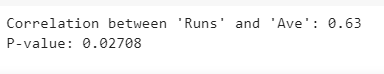 Correlation between 'Runs' and 'Ave': 0.63
P-value: 0.02708